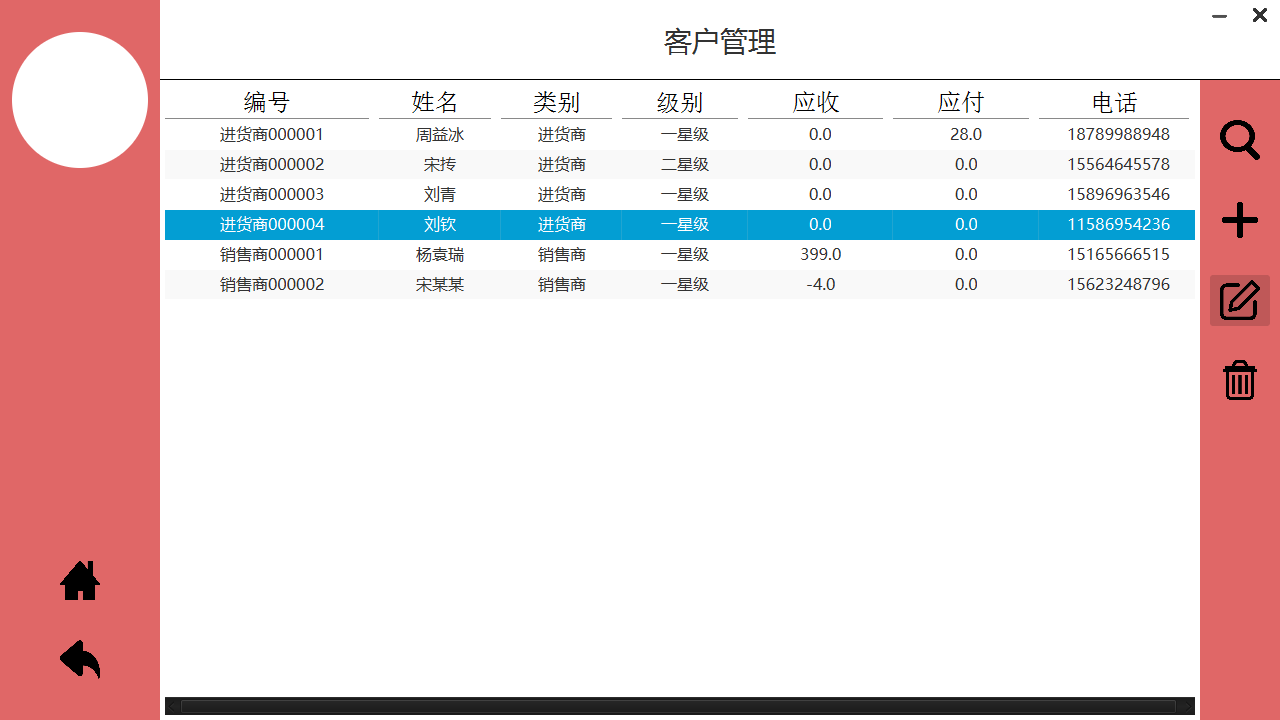 客户管理
编号 姓名 类别 级别 应收 应付 电话
进货商000001 周益冰 进货商 一星级 0.0 28.0 18789988948
进货商000002 宋抟 进货商 二星级 0.0 0.0 15564645578
进货商000003 刘青 进货商 一星级 0.0 0.0 15896963546
进货商000004 刘钦 进货商 一星级 0.0 0.0 11586954236
销售商000001 杨袁瑞 销售商 一星级 399.0 0.0 15165666515
销售商000002 宋某某 销售商 一星级 -4.0 0.0 15623248796